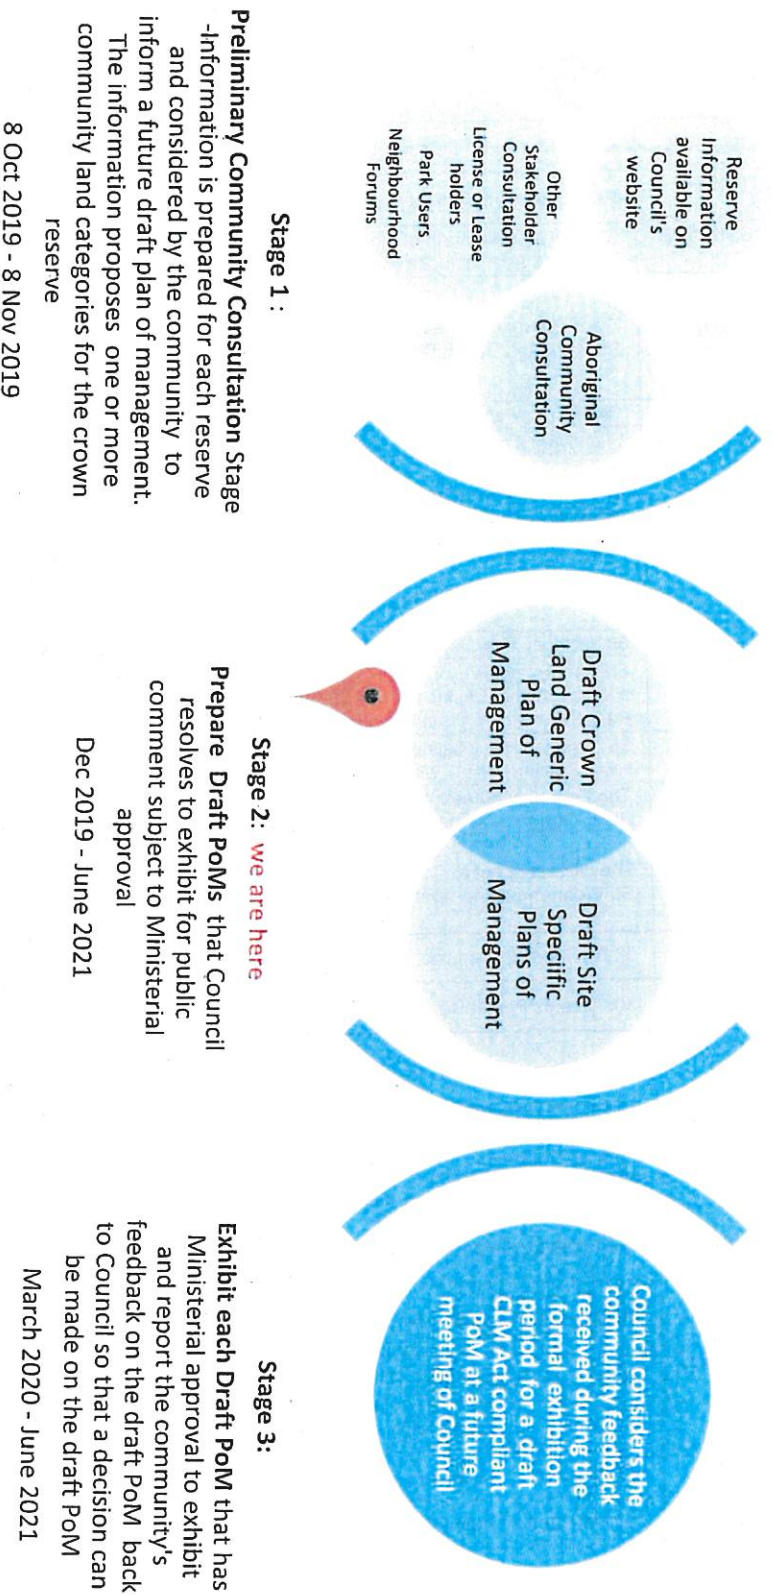 Reserve
Information
available on
Council's
website
Other
Stakeholder
Consultation
License or Lease
holders
Park Users
Neighbourhood
Forums
Aboriginal
Community
Consultation
Draft Crown
Land Generic
Plan of
Management
Draft Site
Speciific
Plans of
Management
Council considers the
community feedback
received during the
formal exhibition
period for a draft
CLM Act compliant
PoM at a future
meeting of Council
Stage 1 :
Preliminary Community Consultation Stage
-Information is prepared for each reserve
and considered by the community to
inform a future draft plan of management.
The information proposes one or more
community land categories for the crown
reserve
8 Oct 2019 - 8 Nov 2019
Stage 2: we are here
Prepare Draft PoMs that Council
resolves to exhibit for public
comment subject to Ministerial
approval
Dec 2019 - June 2021
Stage 3:
Exhibit each Draft PoM that has
Ministerial approval to exhibit
and report the community's
feedback on the draft PoM back
to Council so that a decision can
be made on the draft PoM
March 2020 - June 2021